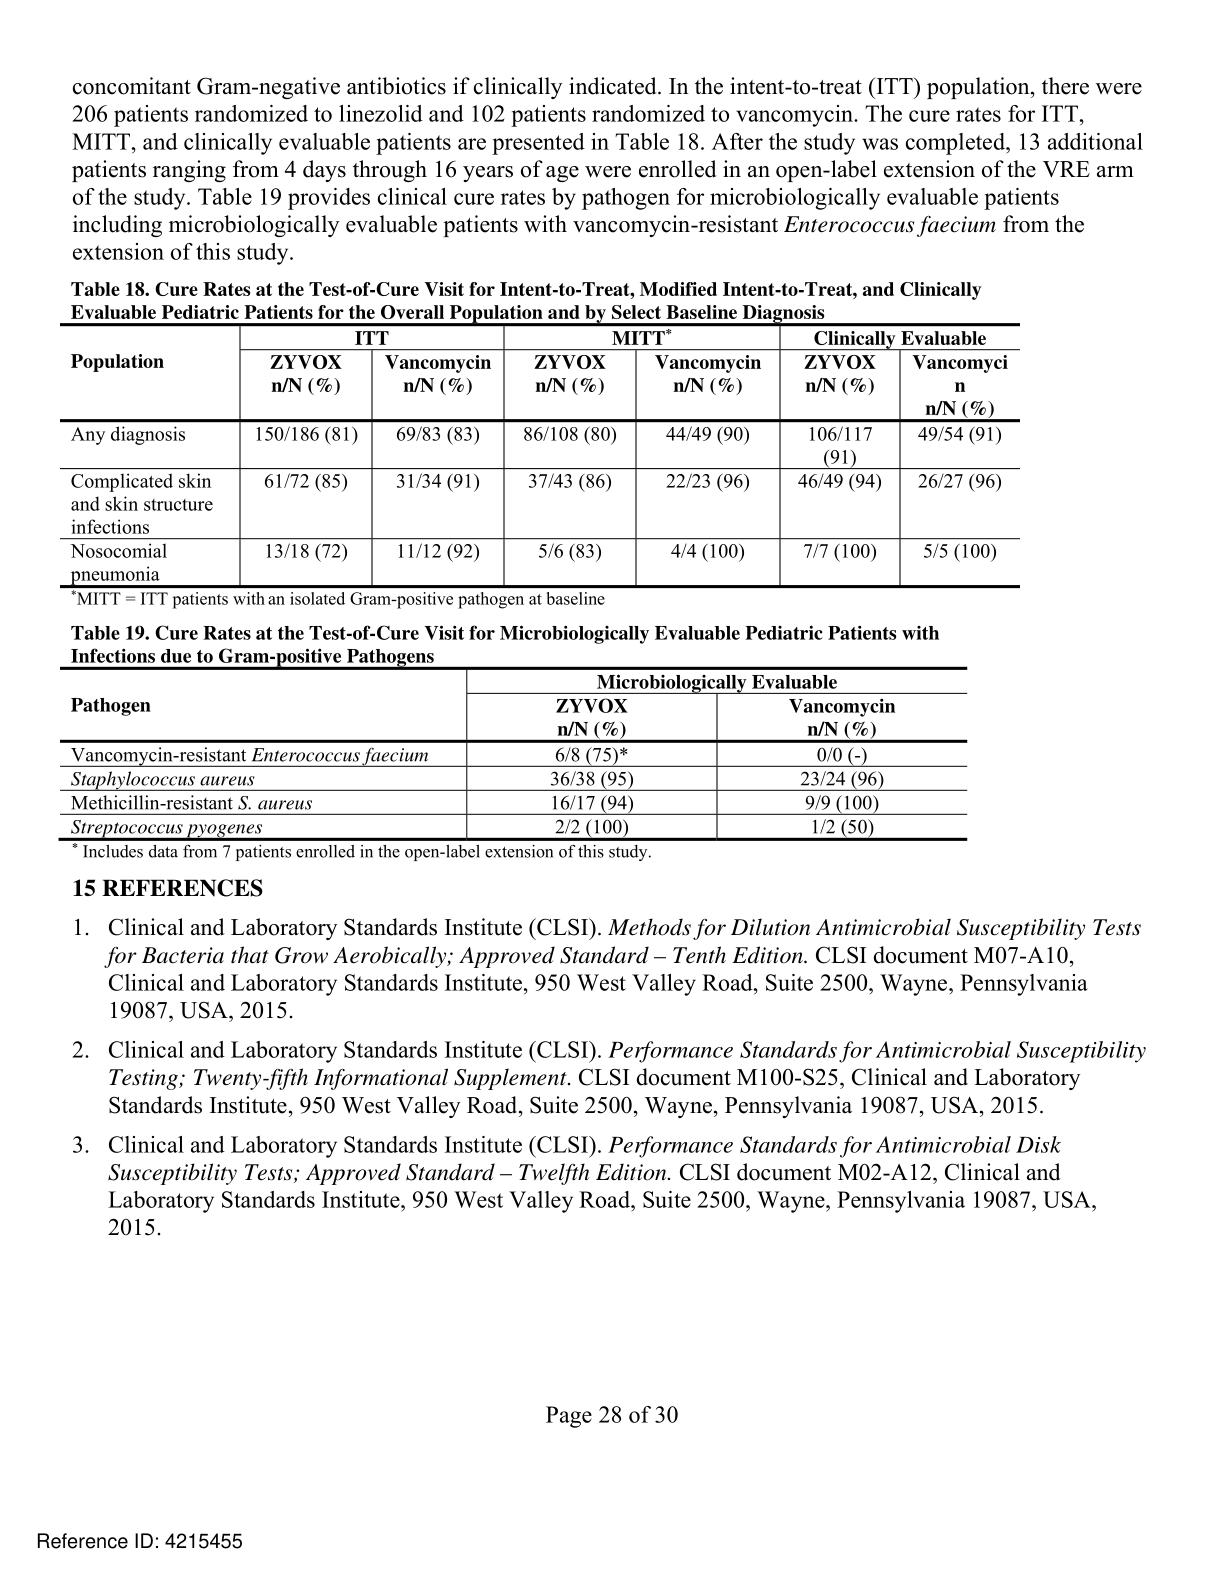 concomitant Gram-negative antibiotics if clinically indicated. In the intent-to-treat (ITT) population, there were
206 patients randomized to linezolid and 102 patients randomized to vancomycin. The cure rates for ITT,
MITT, and clinically evaluable patients are presented in Table 18. After the study was completed, 13 additional
patients ranging from 4 days through 16 years of age were enrolled in an open-label extension of the VRE arm
of the study. Table 19 provides clinical cure rates by pathogen for microbiologically evaluable patients
including microbiologically evaluable patients with vancomycin-resistant Enterococcus faecium from the
extension of this study.
Table 18. Cure Rates at the Test-of-Cure Visit for Intent-to-Treat, Modified Intent-to-Treat, and Clinically
Evaluable Pediatric Patients for the Overall Population and by Select Baseline Diagnosis
Population ITT MITT* Clinically Evaluable
ZYVOX Vancomycin ZYVOX Vancomycin ZYVOX Vancomyci
n/N (%) n/N (%) n/N (%) n/N (%) n/N (%) n
n/N (%)
Any diagnosis 150/186 (81) 69/83 (83) 86/108 (80) 44/49 (90) 106/117 49/54 (91)
(91)
Complicated skin 61/72 (85) 31/34 (91) 37/43 (86) 22/23 (96) 46/49 (94) 26/27 (96)
and skin structure
infections
Nosocomial 13/18 (72) 11/12 (92) 5/6 (83) 4/4 (100) 7/7 (100) 5/5 (100)
pneumonia
*MITT = ITT patients with an isolated Gram-positive pathogen at baseline
Table 19. Cure Rates at the Test-of-Cure Visit for Microbiologically Evaluable Pediatric Patients with
Infections due to Gram-positive Pathogens
Pathogen Microbiologically Evaluable
ZYVOX Vancomycin
n/N (%) n/N (%)
Vancomycin-resistant Enterococcus faecium 6/8 (75)* 0/0 (-)
Staphylococcus aureus 36/38 (95) 23/24 (96)
Methicillin-resistant S. aureus 16/17 (94) 9/9 (100)
Streptococcus pyogenes 2/2 (100) 1/2 (50)
* Includes data from 7 patients enrolled in the open-label extension of this study.
15 REFERENCES
1. Clinical and Laboratory Standards Institute (CLSI). Methods for Dilution Antimicrobial Susceptibility Tests
for Bacteria that Grow Aerobically; Approved Standard – Tenth Edition. CLSI document M07-A10,
Clinical and Laboratory Standards Institute, 950 West Valley Road, Suite 2500, Wayne, Pennsylvania
19087, USA, 2015.
2. Clinical and Laboratory Standards Institute (CLSI). Performance Standards for Antimicrobial Susceptibility
Testing; Twenty-fifth Informational Supplement. CLSI document M100-S25, Clinical and Laboratory
Standards Institute, 950 West Valley Road, Suite 2500, Wayne, Pennsylvania 19087, USA, 2015.
3. Clinical and Laboratory Standards Institute (CLSI). Performance Standards for Antimicrobial Disk
Susceptibility Tests; Approved Standard – Twelfth Edition. CLSI document M02-A12, Clinical and
Laboratory Standards Institute, 950 West Valley Road, Suite 2500, Wayne, Pennsylvania 19087, USA,
2015.
Page 28 of 30
Reference ID: 4215455